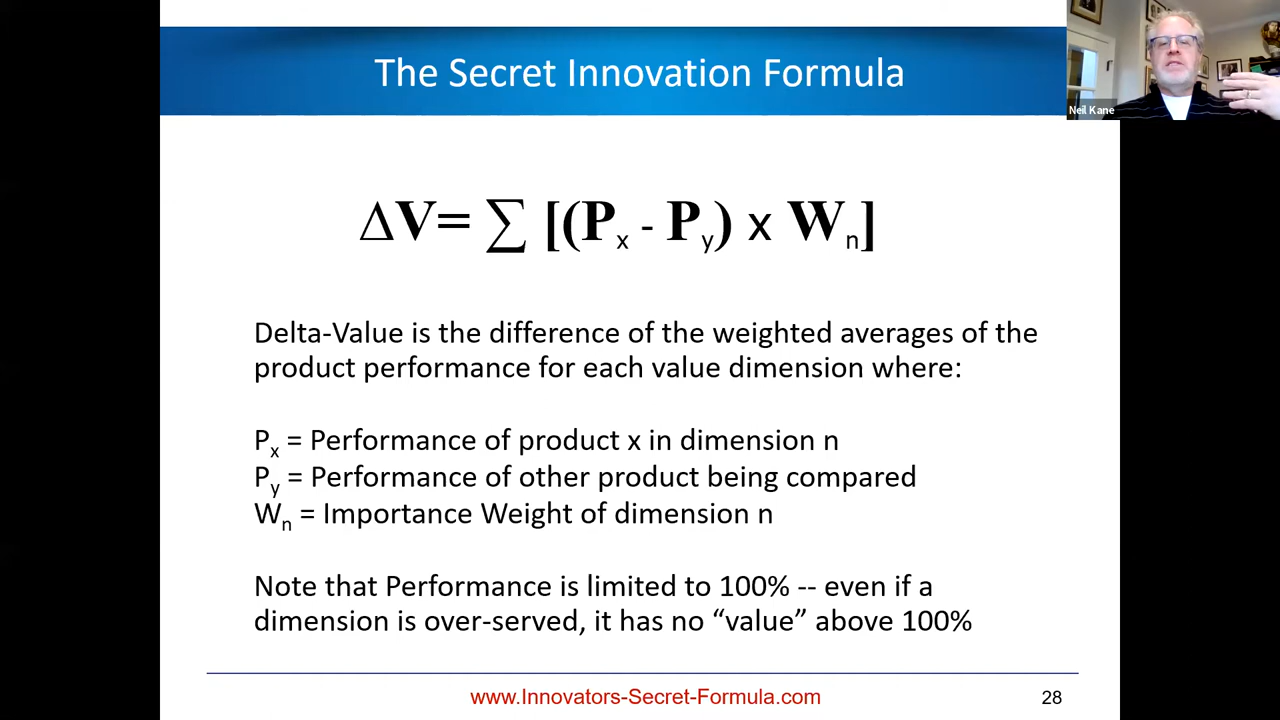 The Secret Innovation Formula
Neil Kane
ΔV= ∑ [(Pₓ - Pᵧ) x Wₙ]
Delta-Value is the difference of the weighted averages of the
product performance for each value dimension where:
Pₓ = Performance of product x in dimension n
Pᵧ = Performance of other product being compared
Wₙ = Importance Weight of dimension n
Note that Performance is limited to 100% -- even if a
dimension is over-served, it has no “value” above 100%
www.Innovators-Secret-Formula.com
28